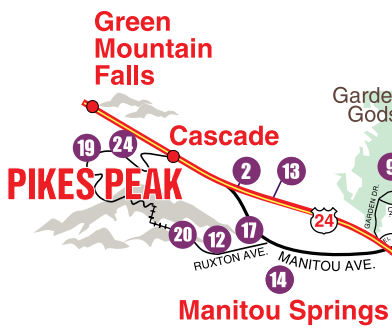 Green
Mountain
Falls
Garde
Gods
Cascade
19
24
2
13
9
PIKES PEAK
GARDEN DR.
24
20
12
17
RUXTON AVE.
MANITOU AVE.
14
Manitou Springs